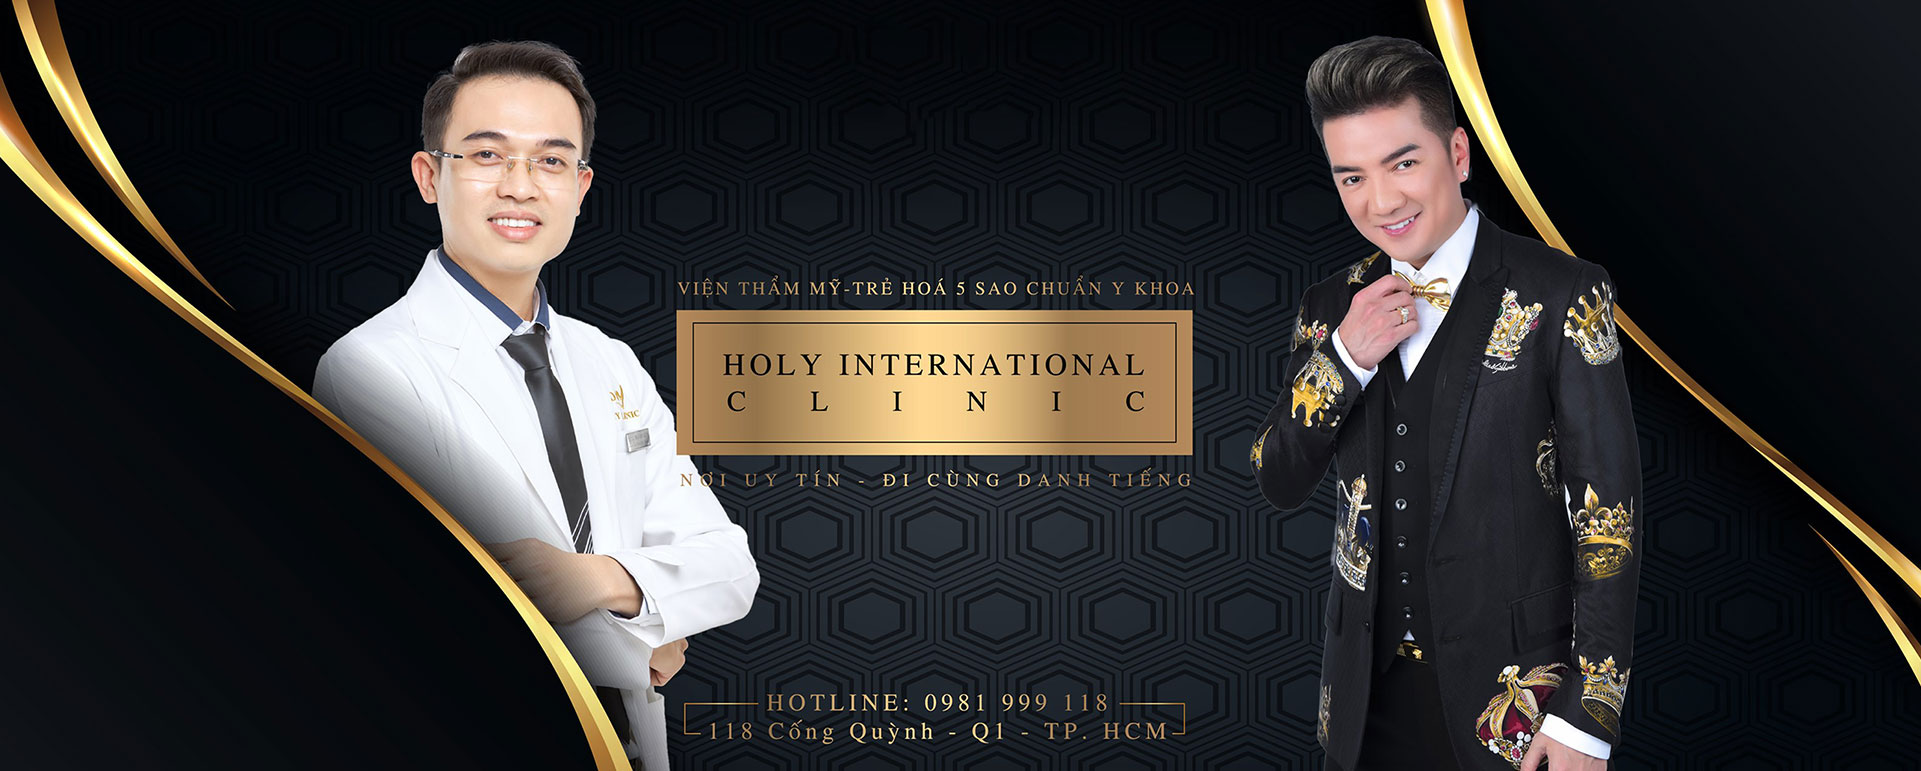 VIỆN THẨM MỸ-TRẺ HOÁ 5 SAO CHUẨN Y KHOA
HOLY INTERNATIONAL
CLINIC
NƠI UY TÍN - ĐI CÙNG DANH TIẾNG
HOTLINE: 0981 999 118
118 Cống Quỳnh - Q1 - TP. HCM